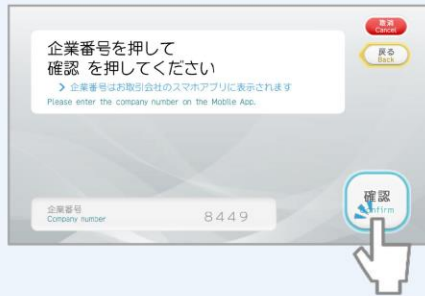 企業番号を押して
確認 を押してください
> 企業番号はお取引会社のスマホアプリに表示されます
Please enter the company number on the Mobile App.
取消
Cancel
戻る
Back
企業番号
Company number
8449
確認
Confirm